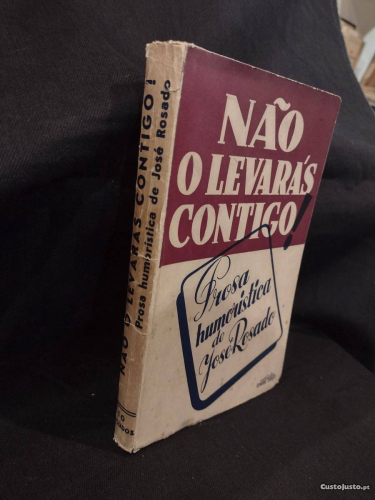 NÃO
O LEVARÁS
CONTIGO!
Prosa
humorística
de
José Rosado
NÃO O LEVARÁS CONTIGO!
Prosa humorística de José Rosado
CustoJusto.pt